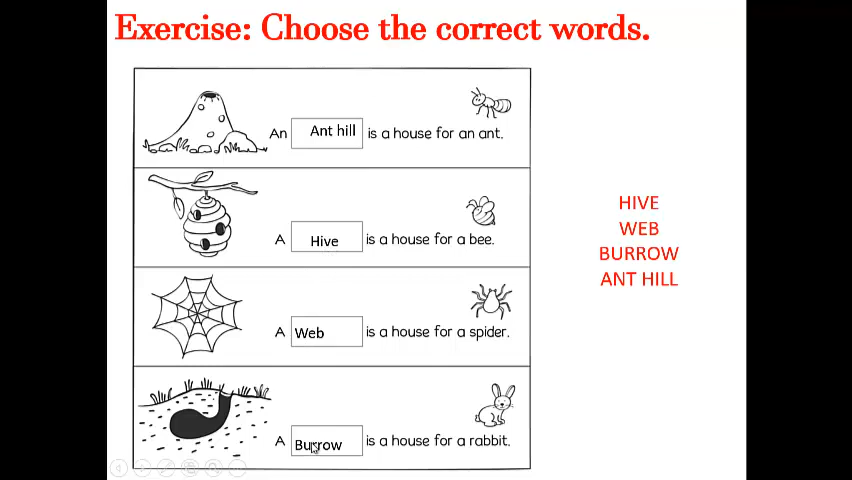 Exercise: Choose the correct words.
An Ant hill is a house for an ant.
A Hive is a house for a bee.
A Web is a house for a spider.
A Burrow is a house for a rabbit.
HIVE
WEB
BURROW
ANT HILL